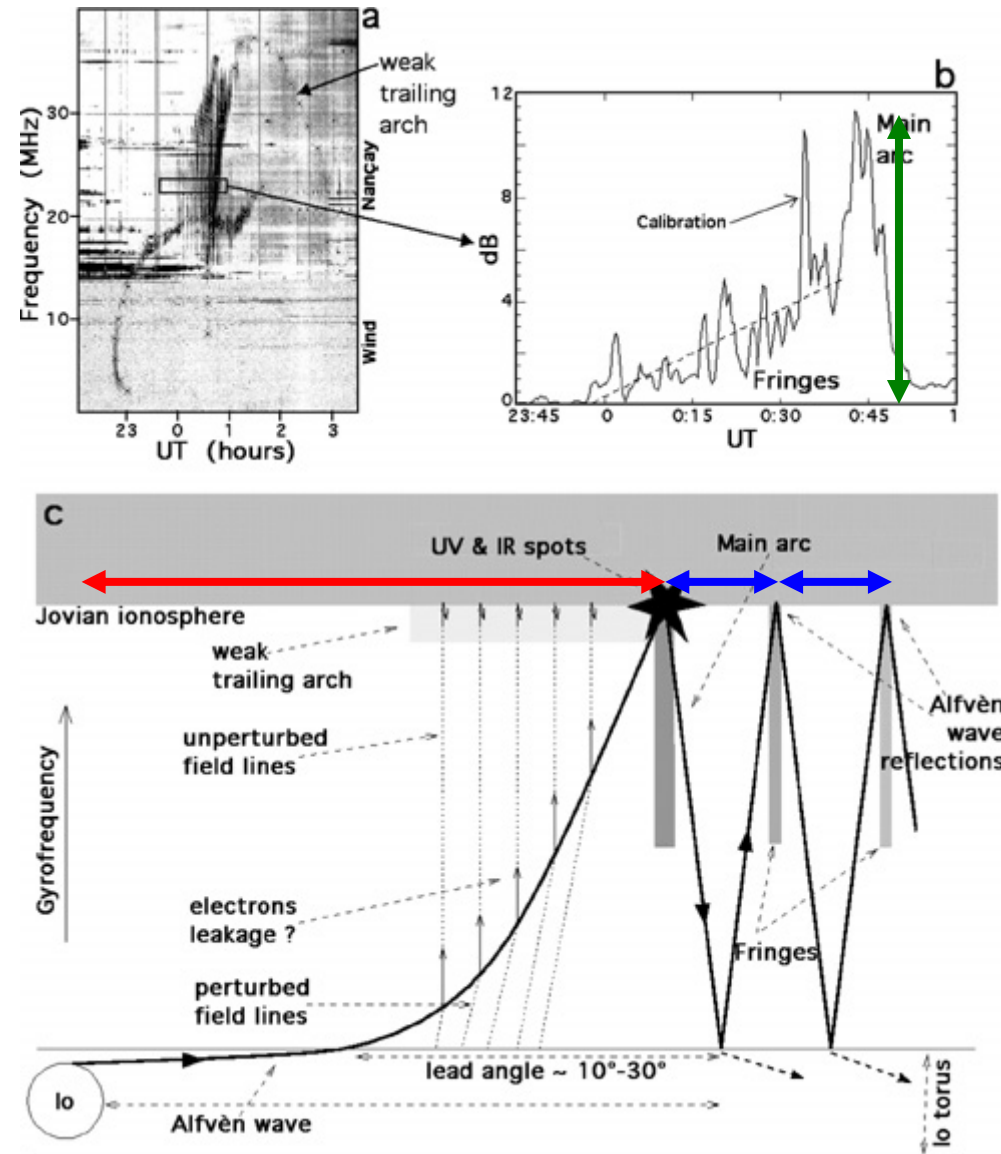 a
weak
trailing
arch
Frequency (MHz)
30
20
10
Nançay
Wind
23 0 1 2 3
UT (hours)
b
12
8
4
0
dB
Main
arc
Calibration
Fringes
23:45 0 0:15 0:30 0:45 1
UT
c
UV & IR spots
Main arc
Jovian ionosphere
weak
trailing arch
unperturbed
field lines
Alfvèn
wave
reflections
Gyrofrequency
electrons
leakage ?
Fringes
perturbed
field lines
lead angle ~ 10°-30°
Io
Alfvèn wave
Io torus